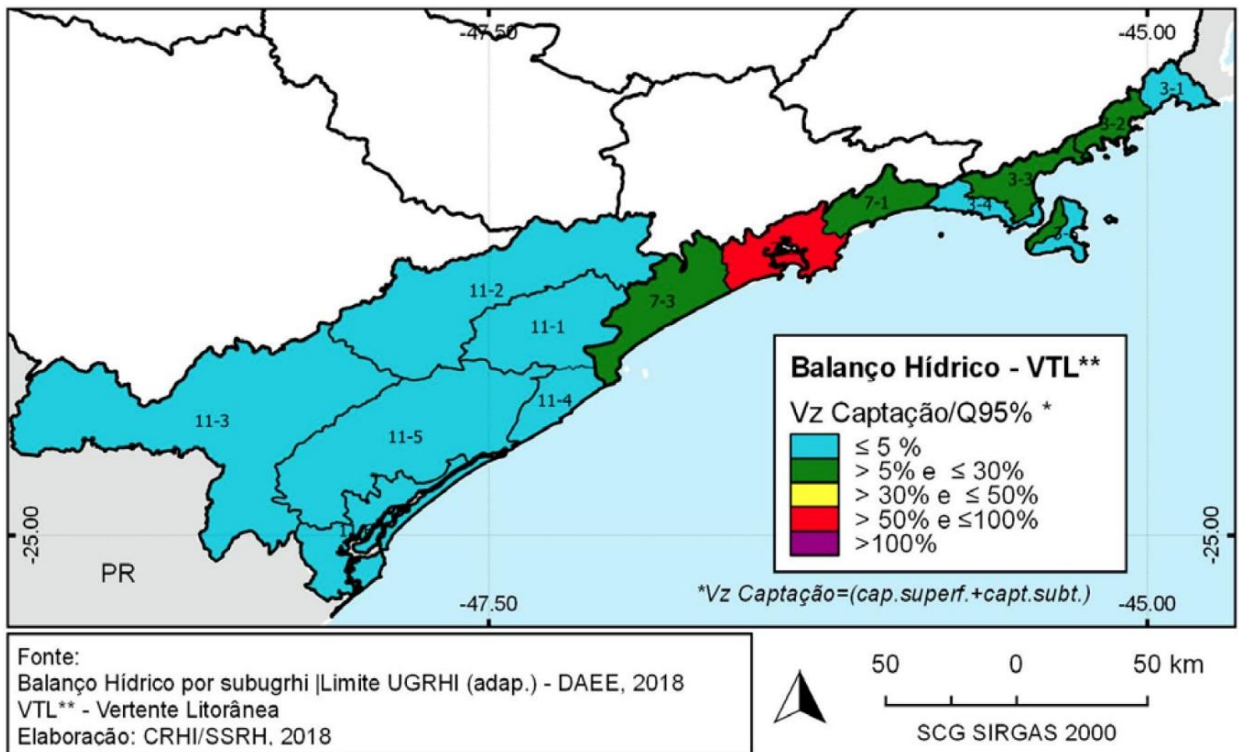 -47.50
-45.00
3-1
3-2
3-3
7-1
3-4
11-2
7-3
11-1
11-4
11-3
11-5
-25.00
-25.00
PR
-47.50
-45.00
Balanço Hídrico - VTL**
Vz Captação/Q95% *
≤ 5 %
> 5% e ≤ 30%
> 30% e ≤ 50%
> 50% e ≤100%
>100%
*Vz Captação=(cap.superf.+capt.subt.)
Fonte:
Balanço Hídrico por subugrhi |Limite UGRHI (adap.) - DAEE, 2018
VTL** - Vertente Litorânea
Elaboração: CRHI/SSRH, 2018
50 0 50 km
SCG SIRGAS 2000